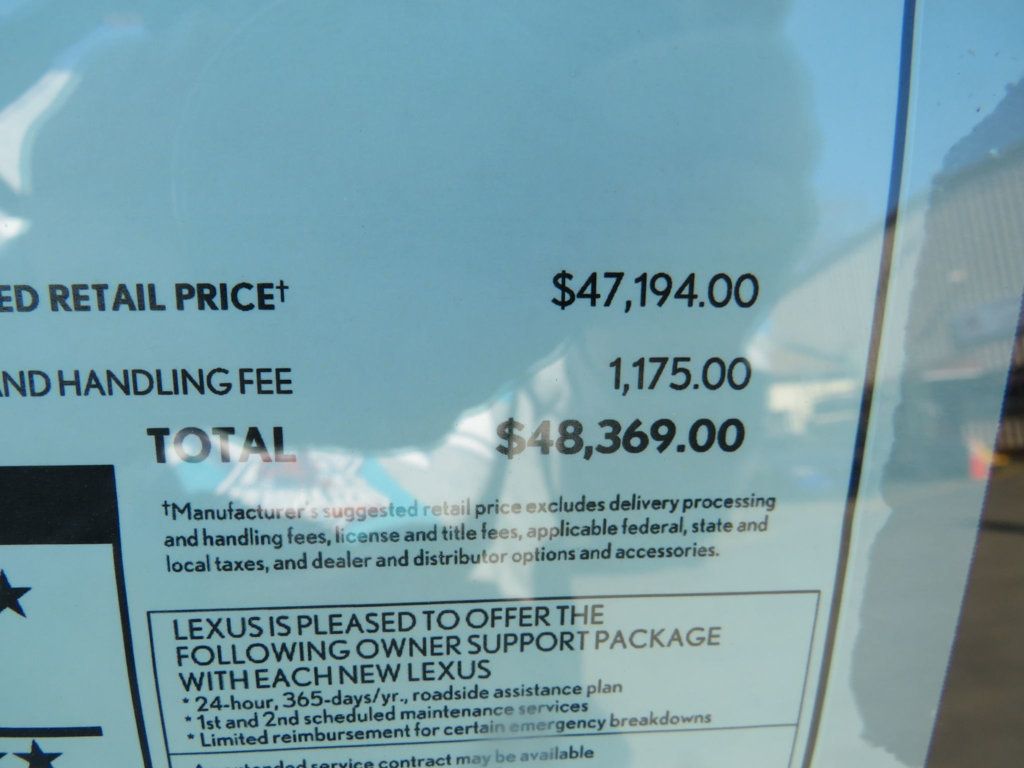 ED RETAIL PRICE† $47,194.00
AND HANDLING FEE 1,175.00
TOTAL $48,369.00
†Manufacturer's suggested retail price excludes delivery processing
and handling fees, license and title fees, applicable federal, state and
local taxes, and dealer and distributor options and accessories.
LEXUS IS PLEASED TO OFFER THE
FOLLOWING OWNER SUPPORT PACKAGE
WITH EACH NEW LEXUS
* 24-hour, 365-days/yr., roadside assistance plan
* 1st and 2nd scheduled maintenance services
* Limited reimbursement for certain emergency breakdowns
extended service contract may be available